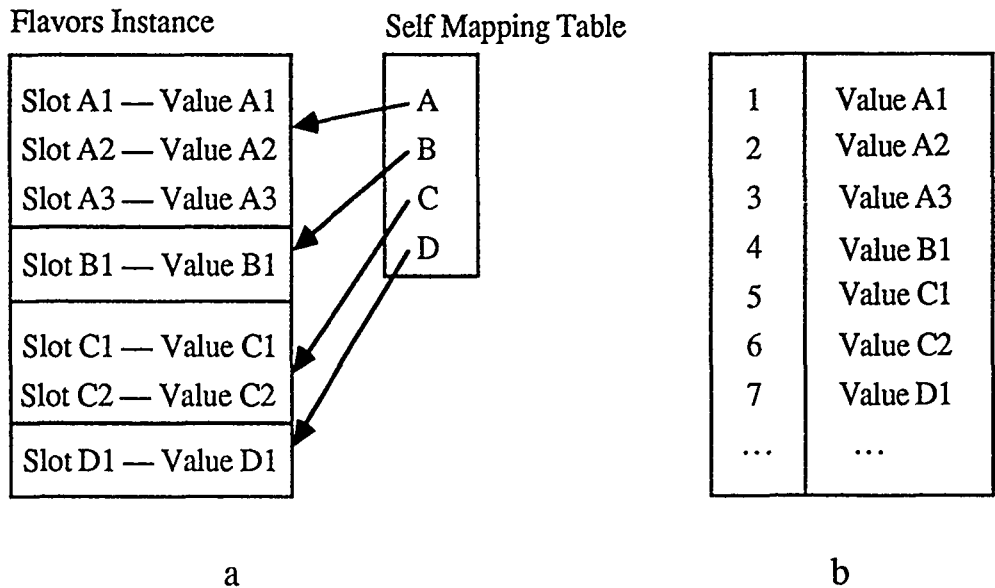 Flavors Instance
Self Mapping Table
Slot A1 — Value A1
Slot A2 — Value A2
Slot A3 — Value A3
Slot B1 — Value B1
Slot C1 — Value C1
Slot C2 — Value C2
Slot D1 — Value D1
A
B
C
D
1 Value A1
2 Value A2
3 Value A3
4 Value B1
5 Value C1
6 Value C2
7 Value D1
... ...
a
b